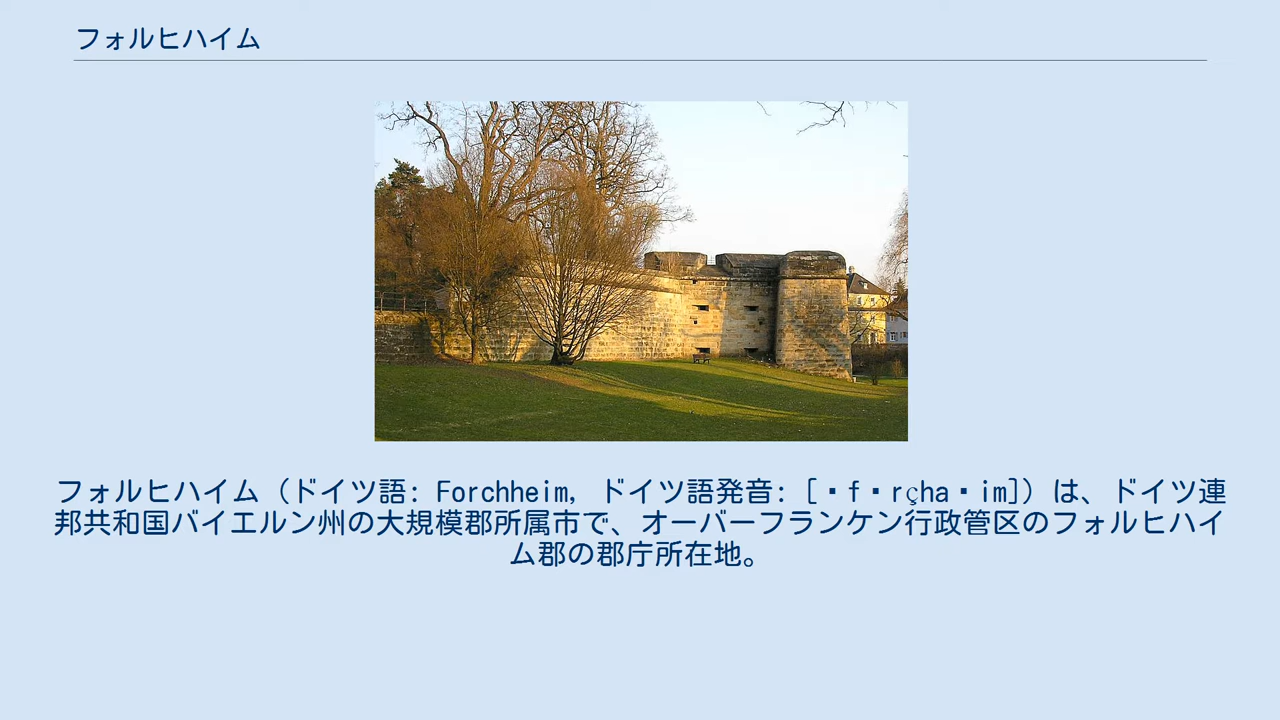 フォルヒハイム
フォルヒハイム（ドイツ語: Forchheim, ドイツ語発音: [・f・rçha・im]）は、ドイツ連
邦共和国バイエルン州の大規模郡所属市で、オーバーフランケン行政管区のフォルヒハイ
ム郡の郡庁所在地。